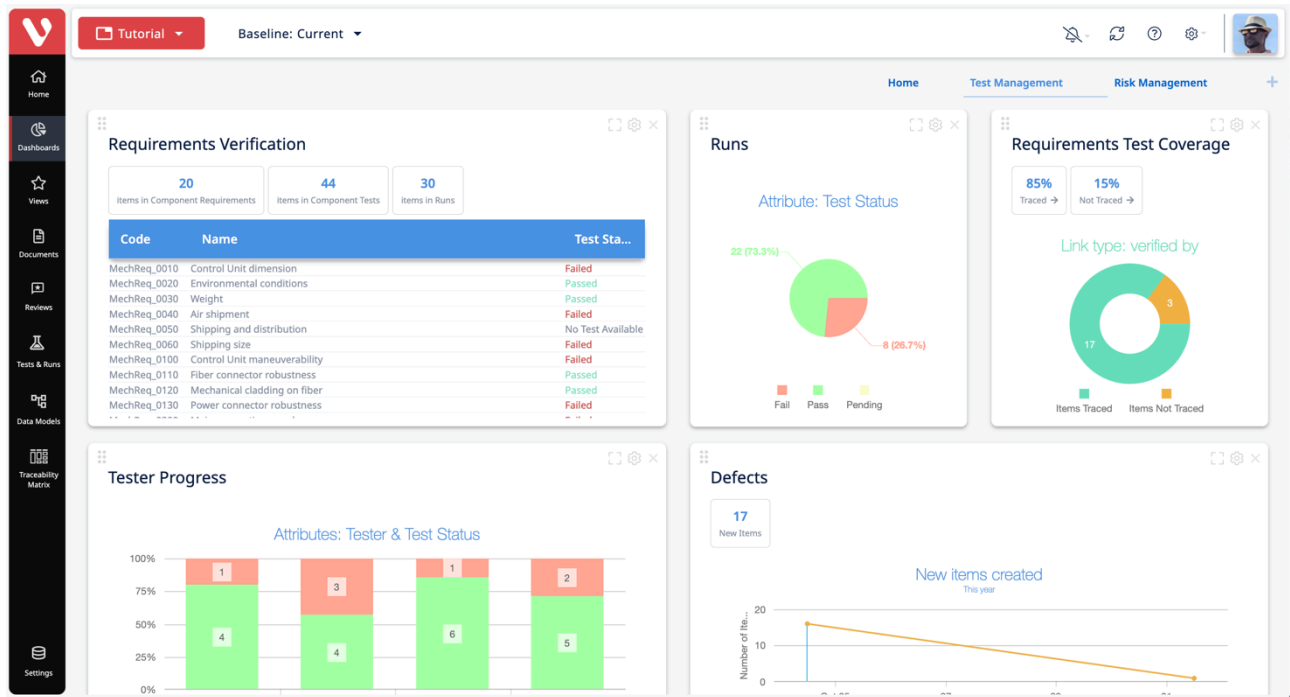 Tutorial
Baseline: Current
Home
Dashboards
Views
Documents
Reviews
Tests & Runs
Data Models
Traceability
Matrix
Settings
Home
Test Management
Risk Management
Requirements Verification
20
items in Component Requirements
44
items in Component Tests
30
items in Runs
Code Name Test Sta...
MechReq_0010 Control Unit dimension Failed
MechReq_0020 Environmental conditions Passed
MechReq_0030 Weight Passed
MechReq_0040 Air shipment Failed
MechReq_0050 Shipping and distribution No Test Available
MechReq_0060 Shipping size Failed
MechReq_0100 Control Unit maneuverability Failed
MechReq_0110 Fiber connector robustness Passed
MechReq_0120 Mechanical cladding on fiber Passed
MechReq_0130 Power connector robustness Failed
Runs
Attribute: Test Status
22 (73.3%)
8 (26.7%)
Fail Pass Pending
Requirements Test Coverage
85%
Traced →
15%
Not Traced →
Link type: verified by
3
17
Items Traced Items Not Traced
Tester Progress
Attributes: Tester & Test Status
100%
75%
50%
25%
0%
1 3 1 2
4 4 6 5
Defects
17
New Items
New items created
This year
Number of Ite...
20
10
0